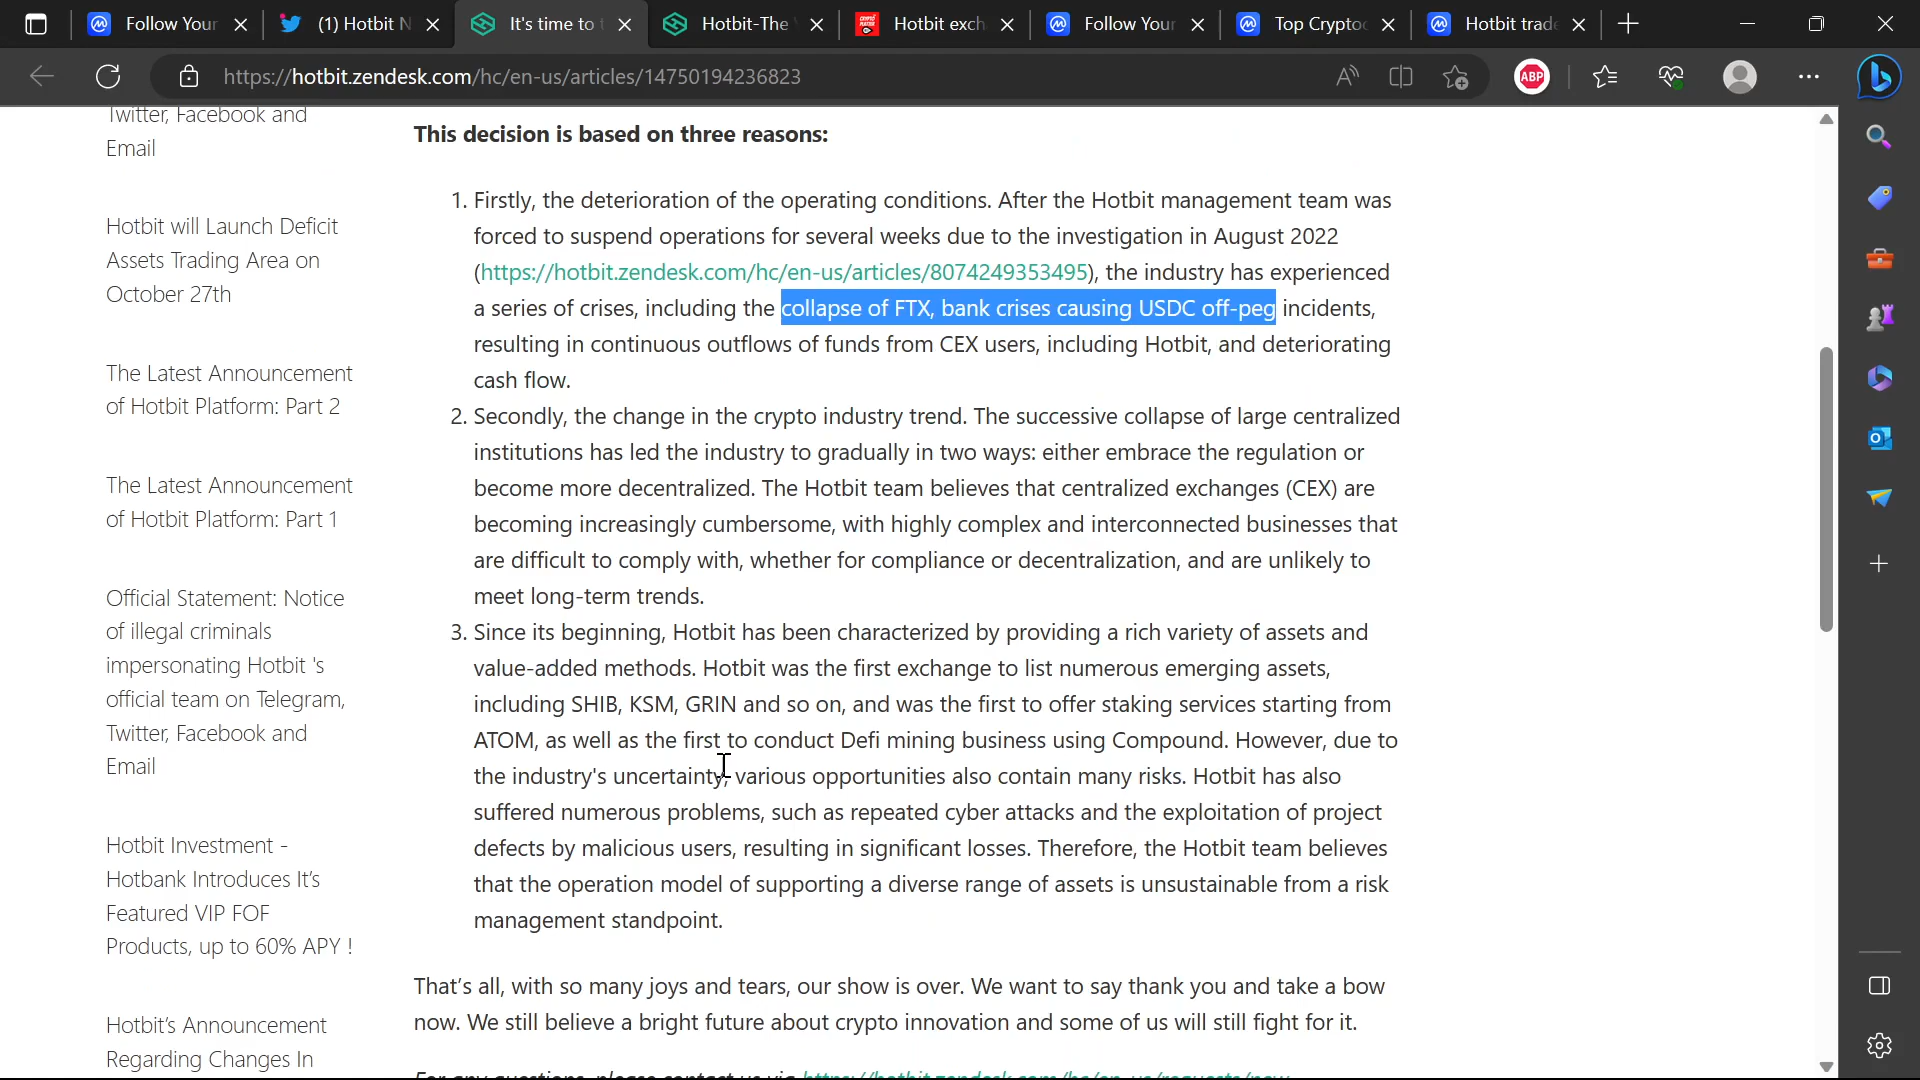 Follow Your
(1) Hotbit N
It's time to t
Hotbit-The W
Hotbit exch
Follow Your
Top Cryptoc
Hotbit trade
https://hotbit.zendesk.com/hc/en-us/articles/14750194236823
ABP
Twitter, Facebook and
Email
Hotbit will Launch Deficit
Assets Trading Area on
October 27th
The Latest Announcement
of Hotbit Platform: Part 2
The Latest Announcement
of Hotbit Platform: Part 1
Official Statement: Notice
of illegal criminals
impersonating Hotbit 's
official team on Telegram,
Twitter, Facebook and
Email
Hotbit Investment -
Hotbank Introduces It's
Featured VIP FOF
Products, up to 60% APY !
Hotbit's Announcement
Regarding Changes In
This decision is based on three reasons:
1. Firstly, the deterioration of the operating conditions. After the Hotbit management team was
forced to suspend operations for several weeks due to the investigation in August 2022
(https://hotbit.zendesk.com/hc/en-us/articles/8074249353495), the industry has experienced
a series of crises, including the collapse of FTX, bank crises causing USDC off-peg incidents,
resulting in continuous outflows of funds from CEX users, including Hotbit, and deteriorating
cash flow.
2. Secondly, the change in the crypto industry trend. The successive collapse of large centralized
institutions has led the industry to gradually in two ways: either embrace the regulation or
become more decentralized. The Hotbit team believes that centralized exchanges (CEX) are
becoming increasingly cumbersome, with highly complex and interconnected businesses that
are difficult to comply with, whether for compliance or decentralization, and are unlikely to
meet long-term trends.
3. Since its beginning, Hotbit has been characterized by providing a rich variety of assets and
value-added methods. Hotbit was the first exchange to list numerous emerging assets,
including SHIB, KSM, GRIN and so on, and was the first to offer staking services starting from
ATOM, as well as the first to conduct Defi mining business using Compound. However, due to
the industry's uncertainty, various opportunities also contain many risks. Hotbit has also
suffered numerous problems, such as repeated cyber attacks and the exploitation of project
defects by malicious users, resulting in significant losses. Therefore, the Hotbit team believes
that the operation model of supporting a diverse range of assets is unsustainable from a risk
management standpoint.
That's all, with so many joys and tears, our show is over. We want to say thank you and take a bow
now. We still believe a bright future about crypto innovation and some of us will still fight for it.
For any questions, please contact us via https://hotbit.zendesk.com/hc/en-us/requests/new